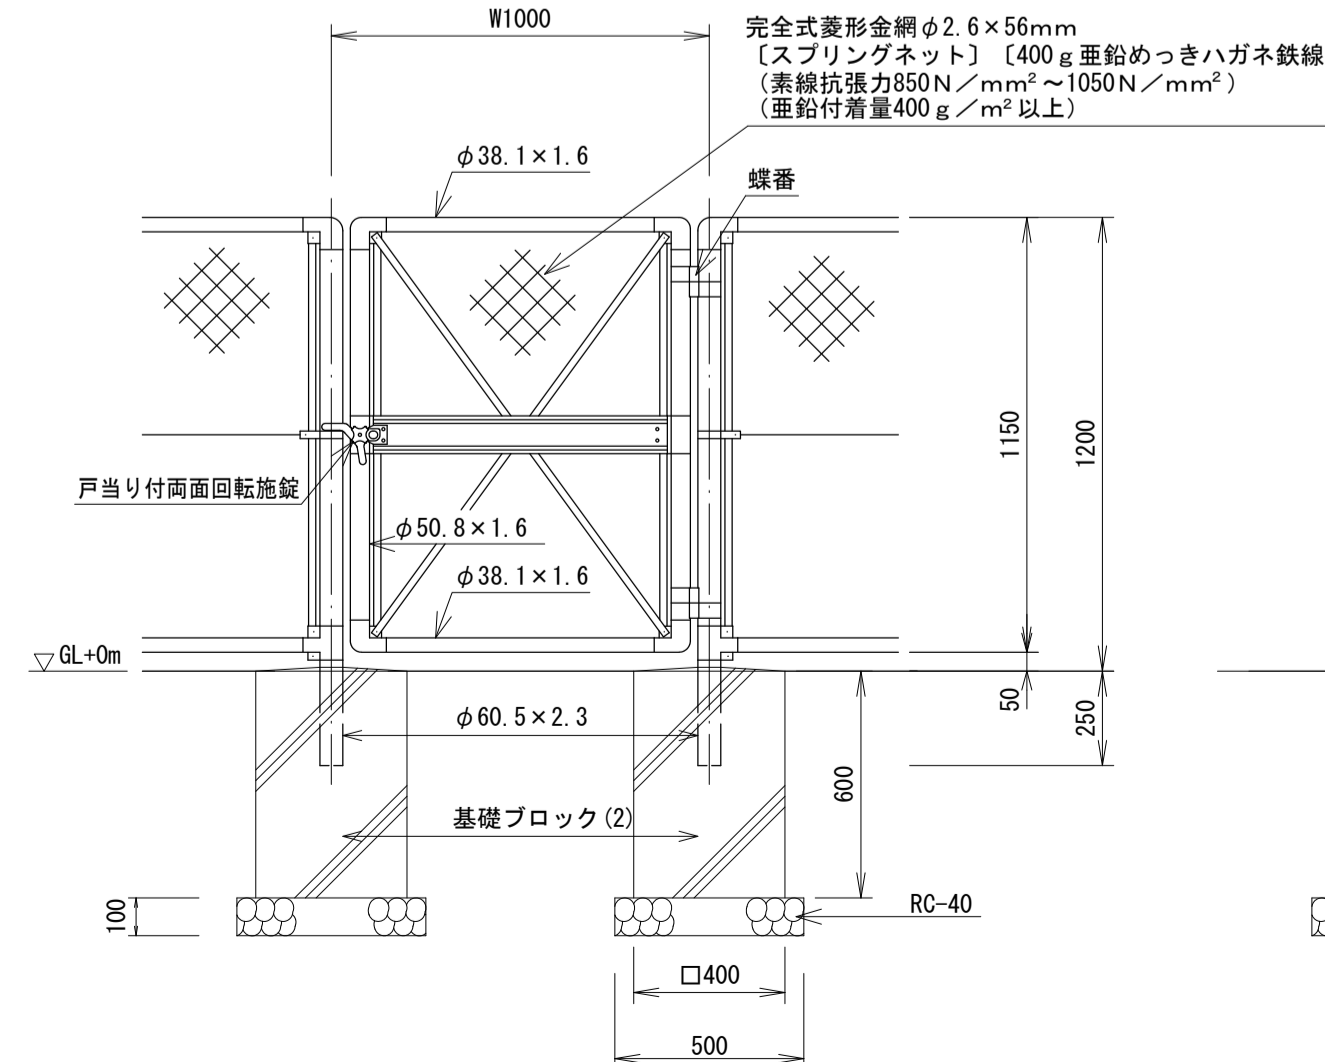 W1000
完全式菱形金網φ2.6×56mm
〔スプリングネット〕〔400ｇ亜鉛めっきハガネ鉄線
（素線抗張力850Ｎ／mm²～1050Ｎ／mm²）
（亜鉛付着量400ｇ／m²以上）
φ38.1×1.6
蝶番
1150
1200
戸当り付両面回転施錠
φ50.8×1.6
φ38.1×1.6
GL+0m
50
250
φ60.5×2.3
600
基礎ブロック(2)
100
RC-40
□400
500